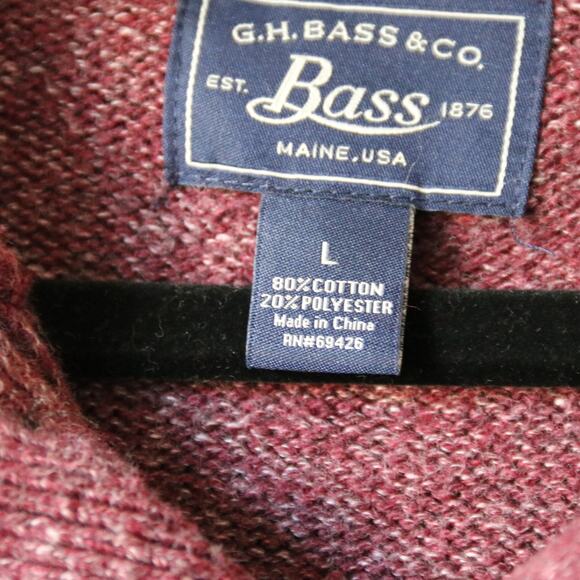 G.H. BASS & CO.
EST. Bass 1876
MAINE, USA
L
80% COTTON
20% POLYESTER
Made in China
RN#69426